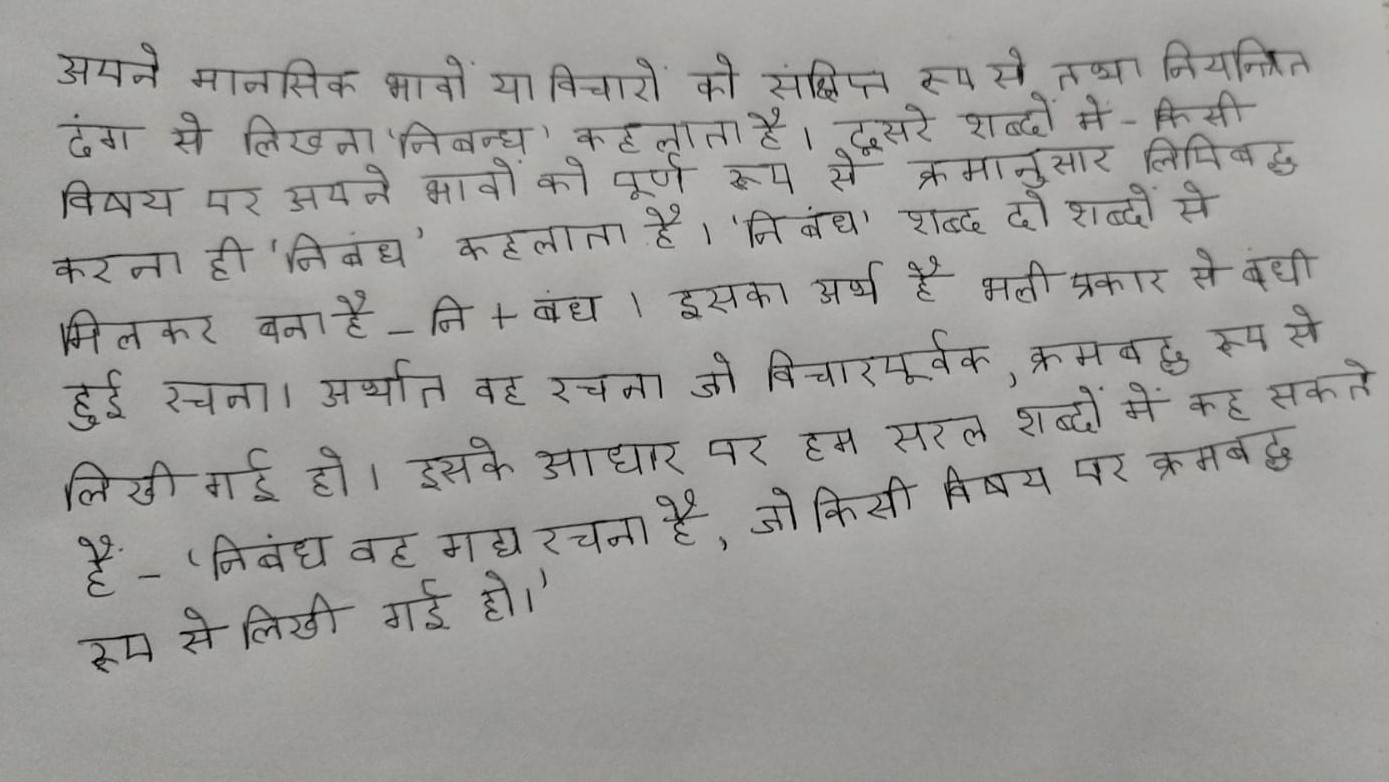 अपने मानसिक भावों या विचारों को संक्षिप्त रूप से तथा नियन्त्रित
ढंग से लिखना 'निबन्ध' कहलाता है। दूसरे शब्दों में - किसी
विषय पर अपने भावों को पूर्ण रूप से क्रमानुसार लिपिबद्ध
करना ही 'निबंध' कहलाता है। 'निबंध' शब्द दो शब्दों से
मिलकर बना है - नि + बंध । इसका अर्थ है भली प्रकार से बंधी
हुई रचना। अर्थात वह रचना जो विचारपूर्वक, क्रमबद्ध रूप से
लिखी गई हो। इसके आधार पर हम सरल शब्दों में कह सकते
हैं - 'निबंध वह गद्य रचना है, जो किसी विषय पर क्रमबद्ध
रूप से लिखी गई हो।'